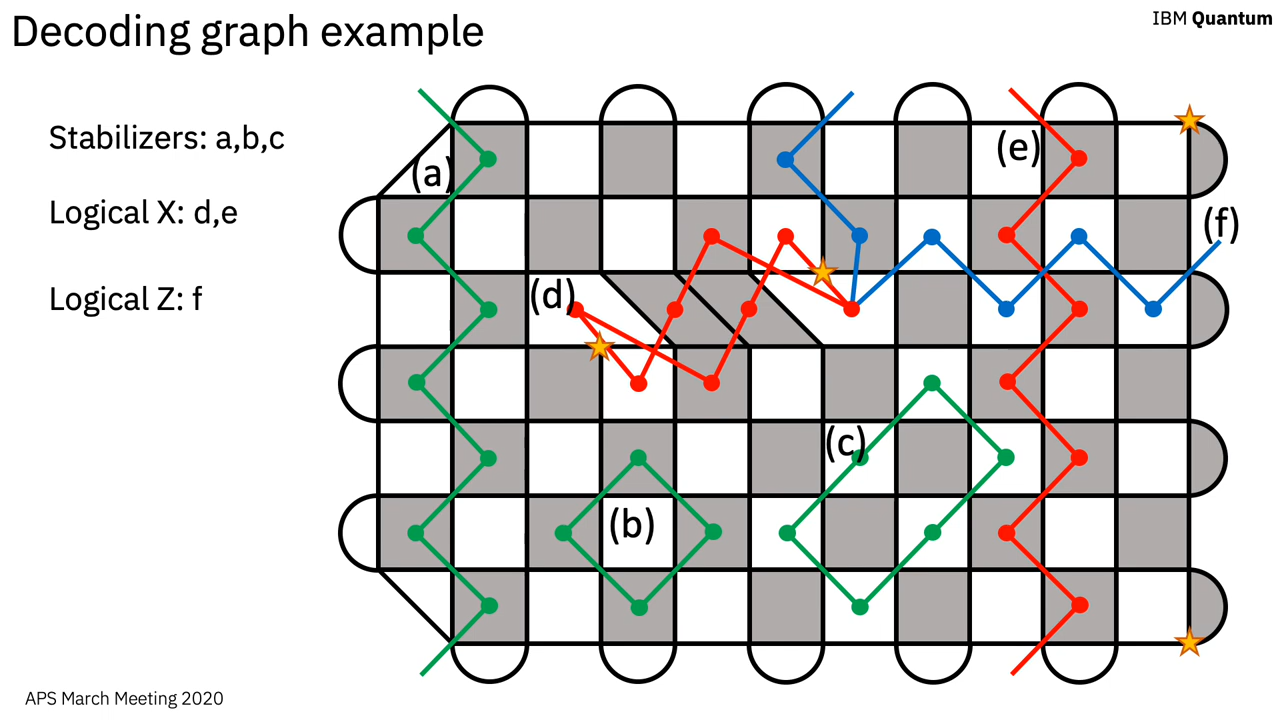 Decoding graph example
IBM Quantum
Stabilizers: a,b,c
Logical X: d,e
Logical Z: f
(a)
(e)
(f)
(d)
(c)
(b)
APS March Meeting 2020